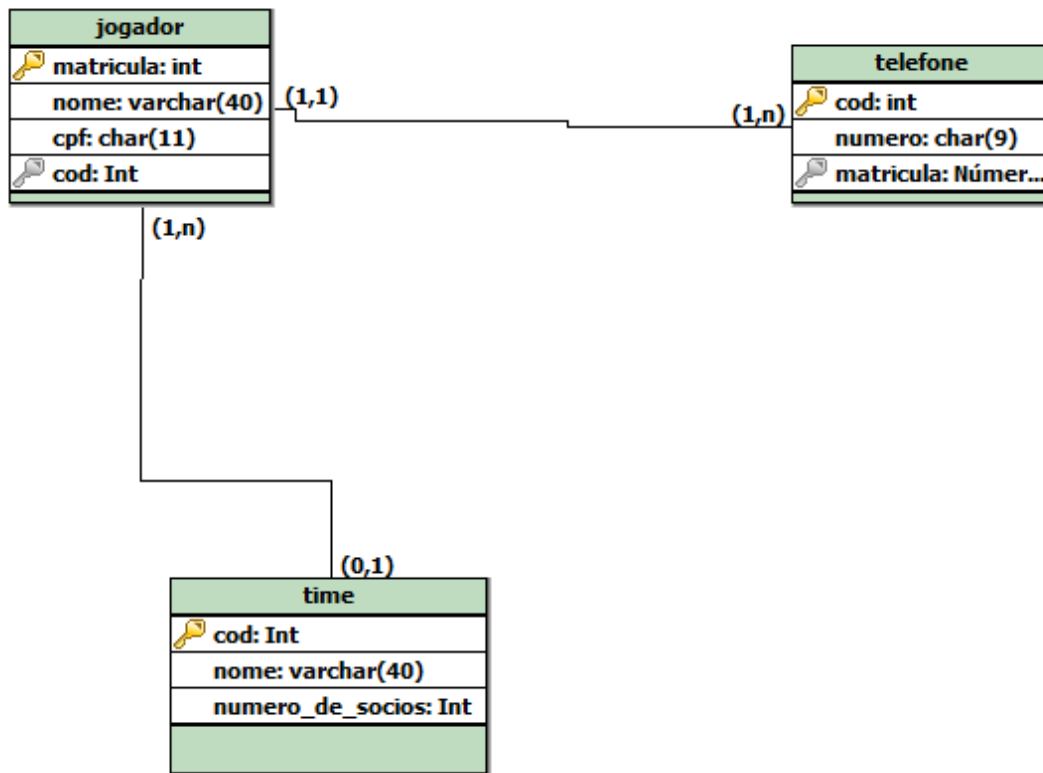 jogador
matricula: int
nome: varchar(40)
cpf: char(11)
cod: Int
(1,1)
(1,n)
telefone
cod: int
numero: char(9)
matricula: Númer...
(1,n)
(0,1)
time
cod: Int
nome: varchar(40)
numero_de_socios: Int